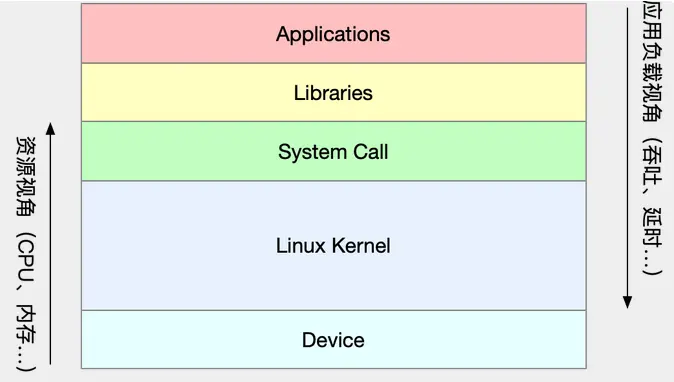 Applications
Libraries
System Call
Linux Kernel
Device
资源视角（CPU、内存…）
应用负载视角（吞吐、延时…）